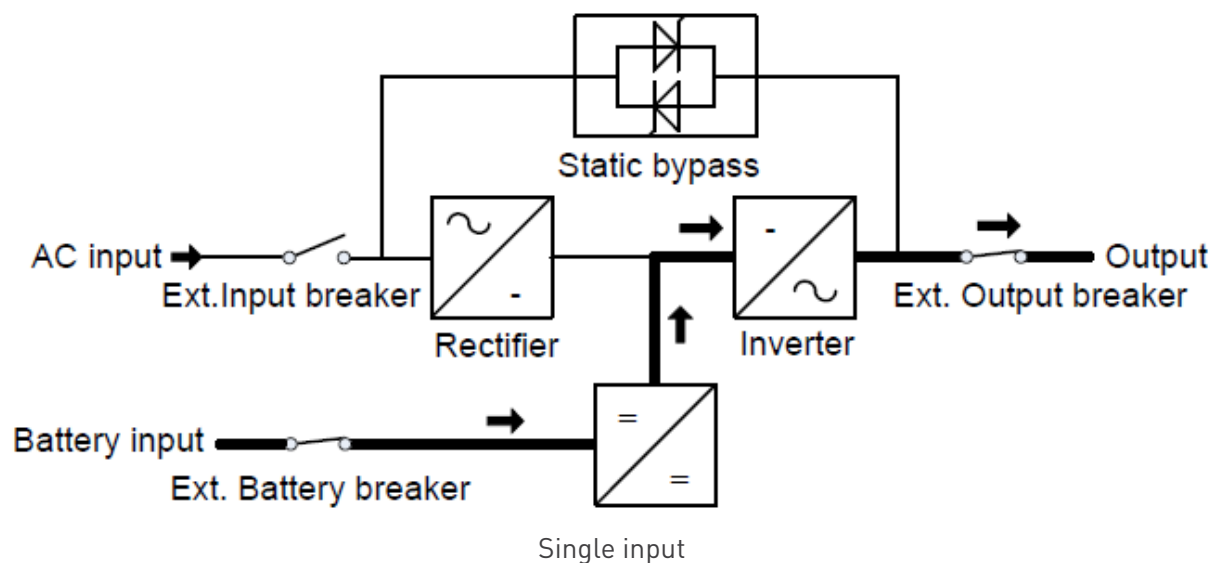 Static bypass
AC input
Ext.Input breaker
Rectifier
-
-
Inverter
Output
Ext. Output breaker
Battery input
Ext. Battery breaker
=
=
Single input